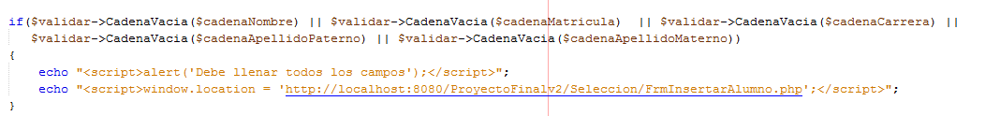 if($validar->CadenaVacia($cadenaNombre) || $validar->CadenaVacia($cadenaMatricula)  || $validar->CadenaVacia($cadenaCarrera) ||
$validar->CadenaVacia($cadenaApellidoPaterno) || $validar->CadenaVacia($cadenaApellidoMaterno))
{
echo "<script>alert('Debe llenar todos los campos');</script>";
echo "<script>window.location = 'http://localhost:8080/ProyectoFinalv2/Seleccion/FrmInsertarAlumno.php';</script>";
}